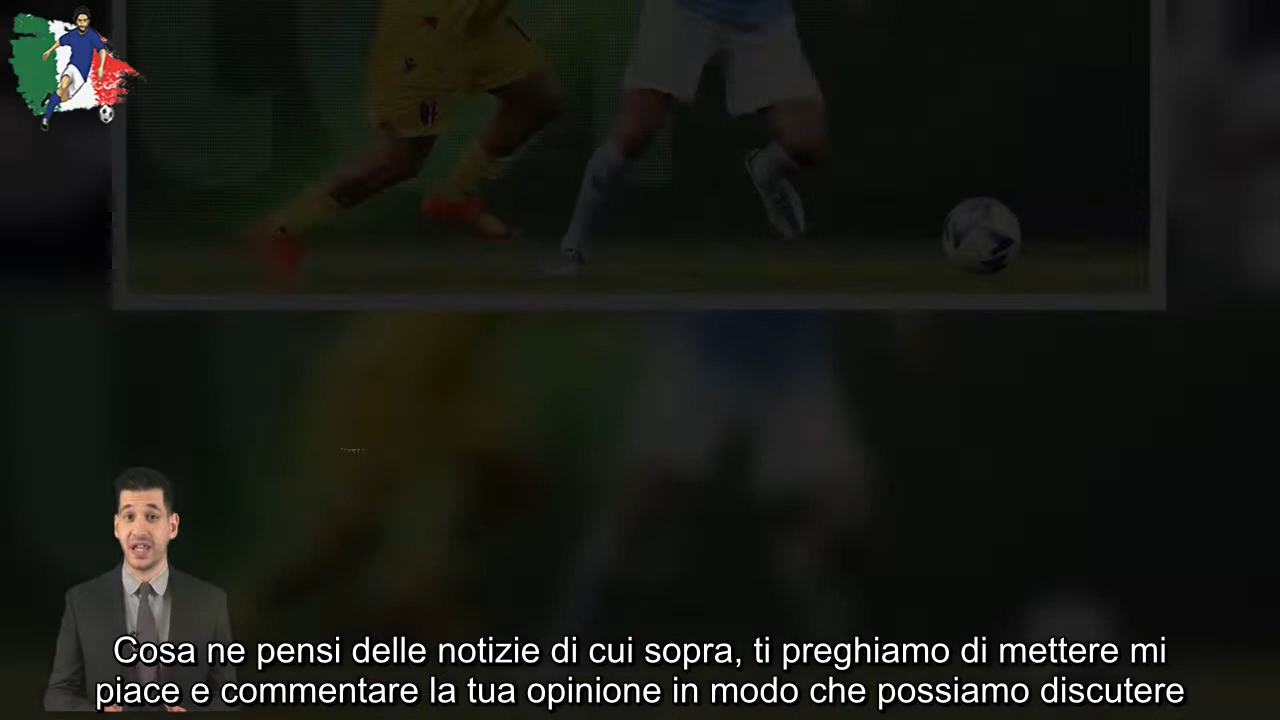 Cosa ne pensi delle notizie di cui sopra, ti preghiamo di mettere mi
piace e commentare la tua opinione in modo che possiamo discutere